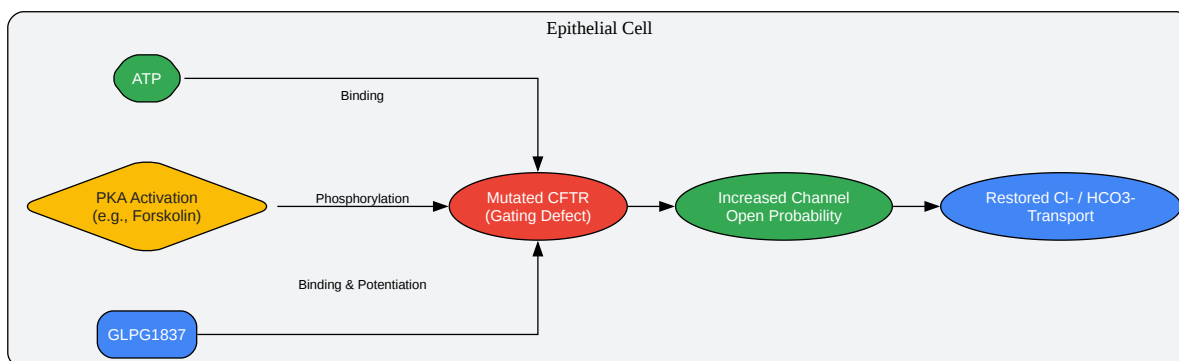 Epithelial Cell
ATP
Binding
PKA Activation
(e.g., Forskolin)
Phosphorylation
Mutated CFTR
(Gating Defect)
Increased Channel
Open Probability
Restored Cl- / HCO3-
Transport
Binding & Potentiation
GLPG1837